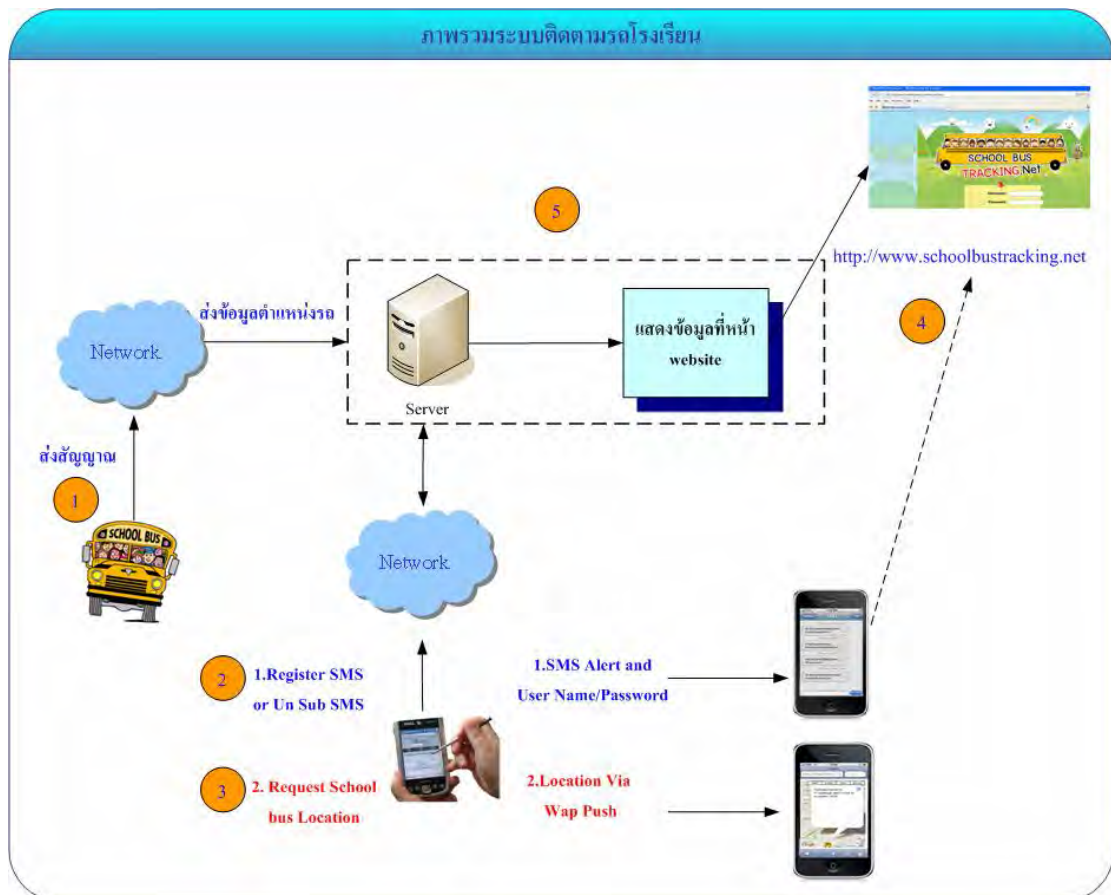 ภาพรวมระบบติดตามรถโรงเรียน
SCHOOL BUS
TRACKING.Net
http://www.schoolbustracking.net
5
4
ส่งข้อมูลตำแหน่งรถ
Network
Server
แสดงข้อมูลที่หน้า
website
ส่งสัญญาณ
1
SCHOOL BUS
Network
2
1.Register SMS
or Un Sub SMS
1.SMS Alert and
User Name/Password
3
2. Request School
bus Location
2.Location Via
Wap Push